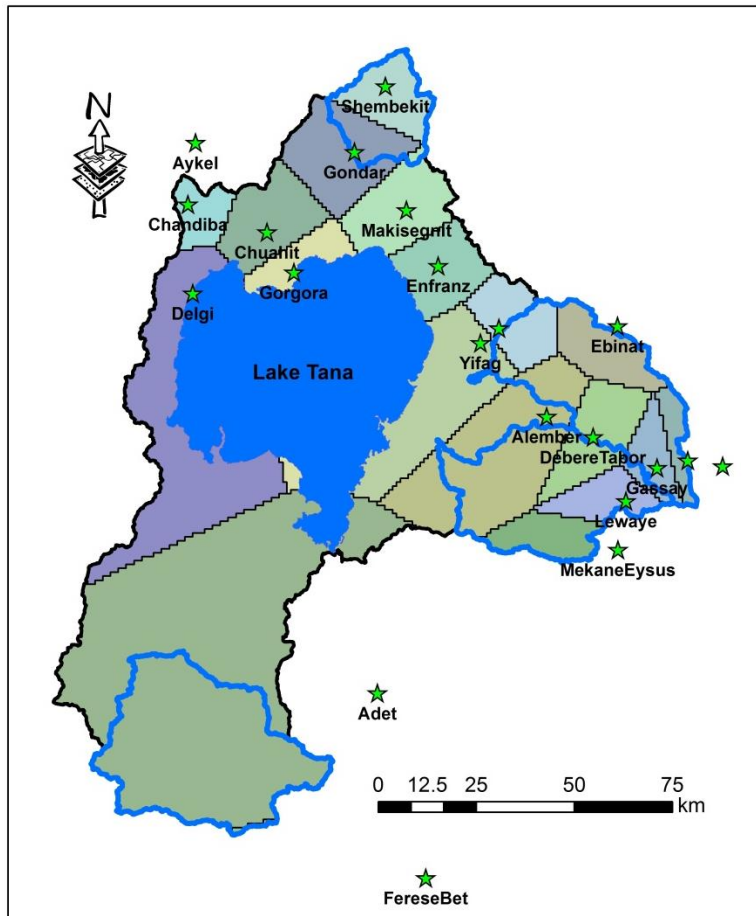 N
Shembekit
Aykel
Gondar
Chandiba
Makisegnit
Chuahit
Enfranz
Gorgora
Delgi
Ebinat
Yifag
Lake Tana
Alember
DebereTabor
Gassay
Lewaye
MekaneEysus
Adet
0 12.5 25 50 75
km
FereseBet